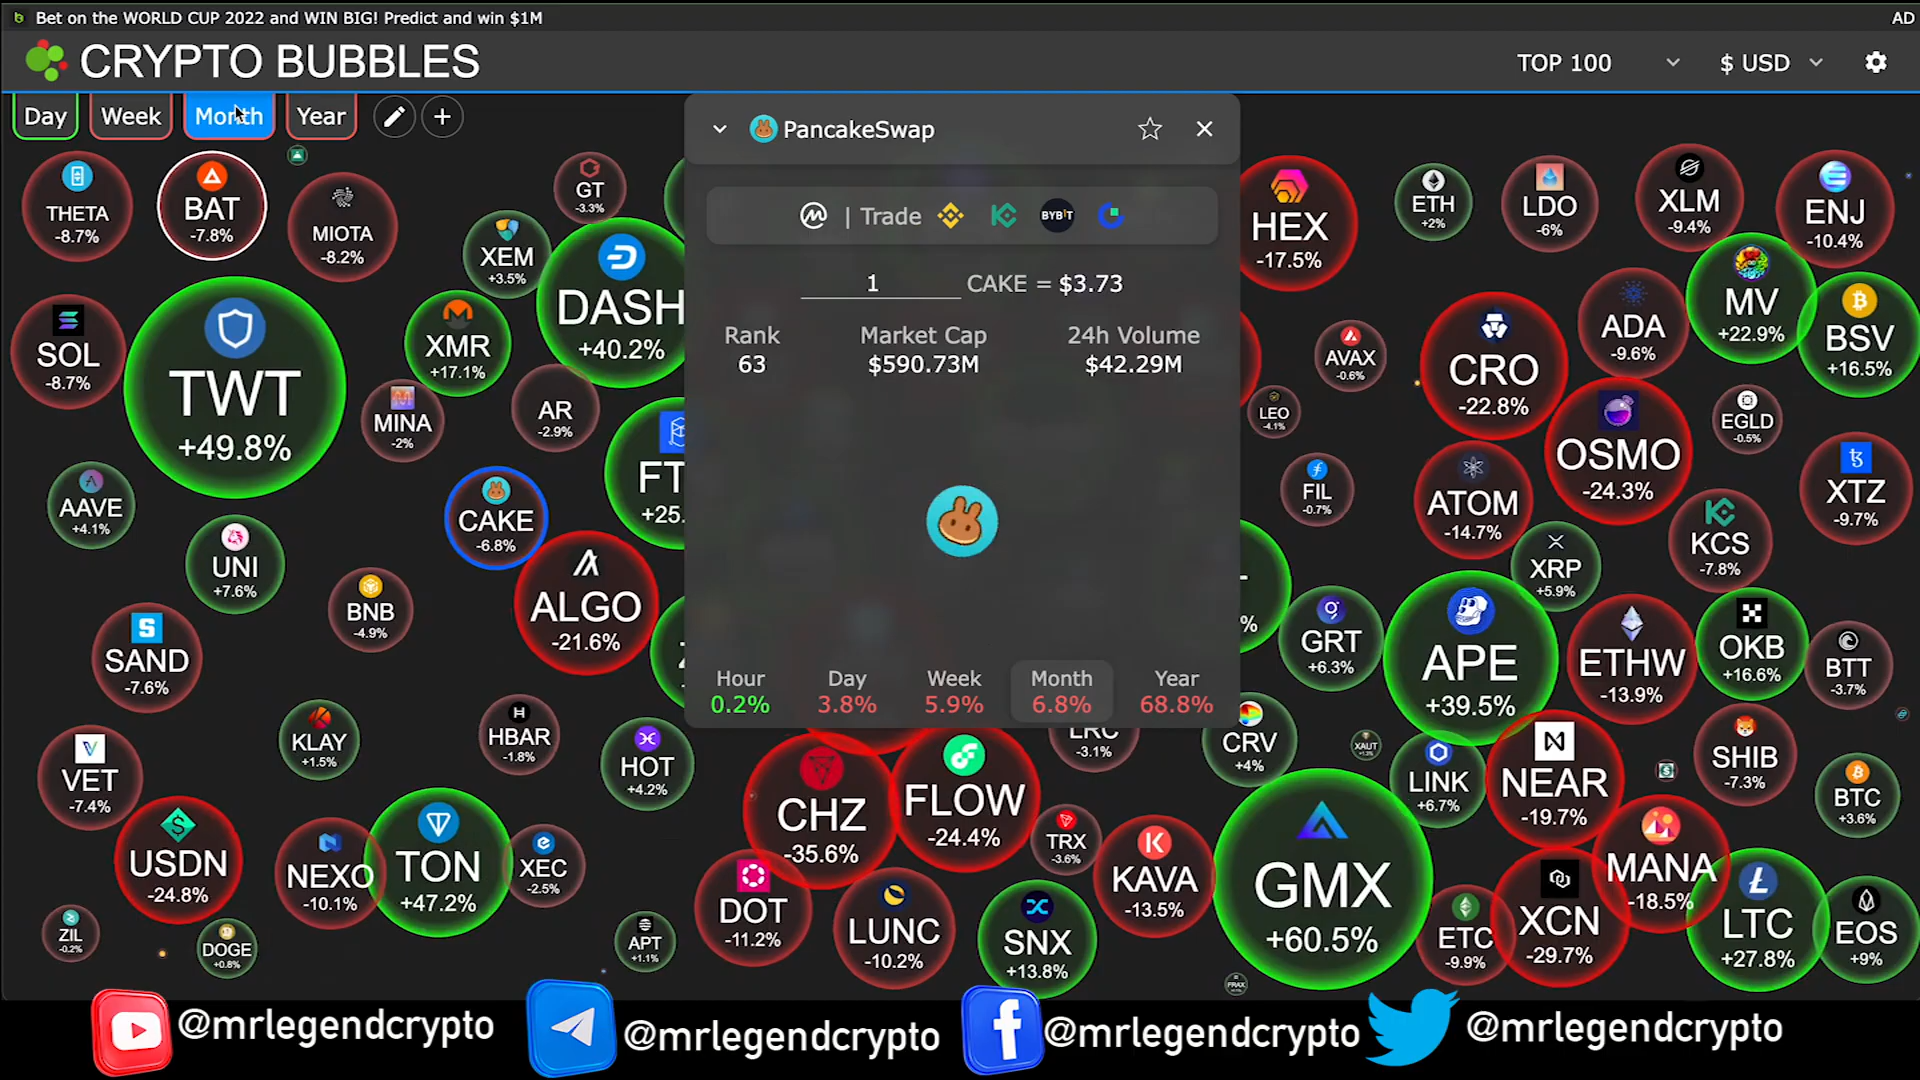 Bet on the WORLD CUP 2022 and WIN BIG! Predict and win $1M
AD
CRYPTO BUBBLES
TOP 100
$ USD
Day
Week
Month
Year
PancakeSwap
| Trade
BYBIT
1 CAKE = $3.73
Rank
Market Cap
24h Volume
63
$590.73M
$42.29M
Hour
Day
Week
Month
Year
0.2%
3.8%
5.9%
6.8%
68.8%
THETA
-8.7%
BAT
-7.8%
MIOTA
-8.2%
GT
-3.3%
XEM
+3.5%
DASH
+40.2%
SOL
-8.7%
TWT
+49.8%
XMR
+17.1%
MINA
-2%
AR
-2.9%
FT
+25.
AAVE
+4.1%
CAKE
-6.8%
UNI
+7.6%
BNB
-4.9%
ALGO
-21.6%
SAND
-7.6%
KLAY
+1.5%
HBAR
-1.8%
HOT
+4.2%
VET
-7.4%
USDN
-24.8%
NEXO
-10.1%
TON
+47.2%
XEC
-2.5%
ZIL
-0.2%
DOGE
+0.8%
APT
+1.1%
CHZ
-35.6%
FLOW
-24.4%
LRC
-3.1%
TRX
-3.6%
DOT
-11.2%
LUNC
-10.2%
SNX
+13.8%
KAVA
-13.5%
HEX
-17.5%
ETH
+2%
LDO
-6%
XLM
-9.4%
ENJ
-10.4%
MV
+22.9%
BSV
+16.5%
ADA
-9.6%
AVAX
-0.6%
CRO
-22.8%
LEO
-4.1%
OSMO
-24.3%
EGLD
-0.5%
FIL
-0.7%
ATOM
-14.7%
XTZ
-9.7%
KCS
-7.8%
XRP
+5.9%
%
GRT
+6.3%
APE
+39.5%
ETHW
-13.9%
OKB
+16.6%
BTT
-3.7%
CRV
+4%
XAUT
LINK
+6.7%
NEAR
-19.7%
SHIB
-7.3%
BTC
+3.6%
GMX
+60.5%
MANA
-18.5%
ETC
-9.9%
XCN
-29.7%
LTC
+27.8%
EOS
+9%
FRAX
@mrlegendcrypto
@mrlegendcrypto
@mrlegendcrypto
@mrlegendcrypto